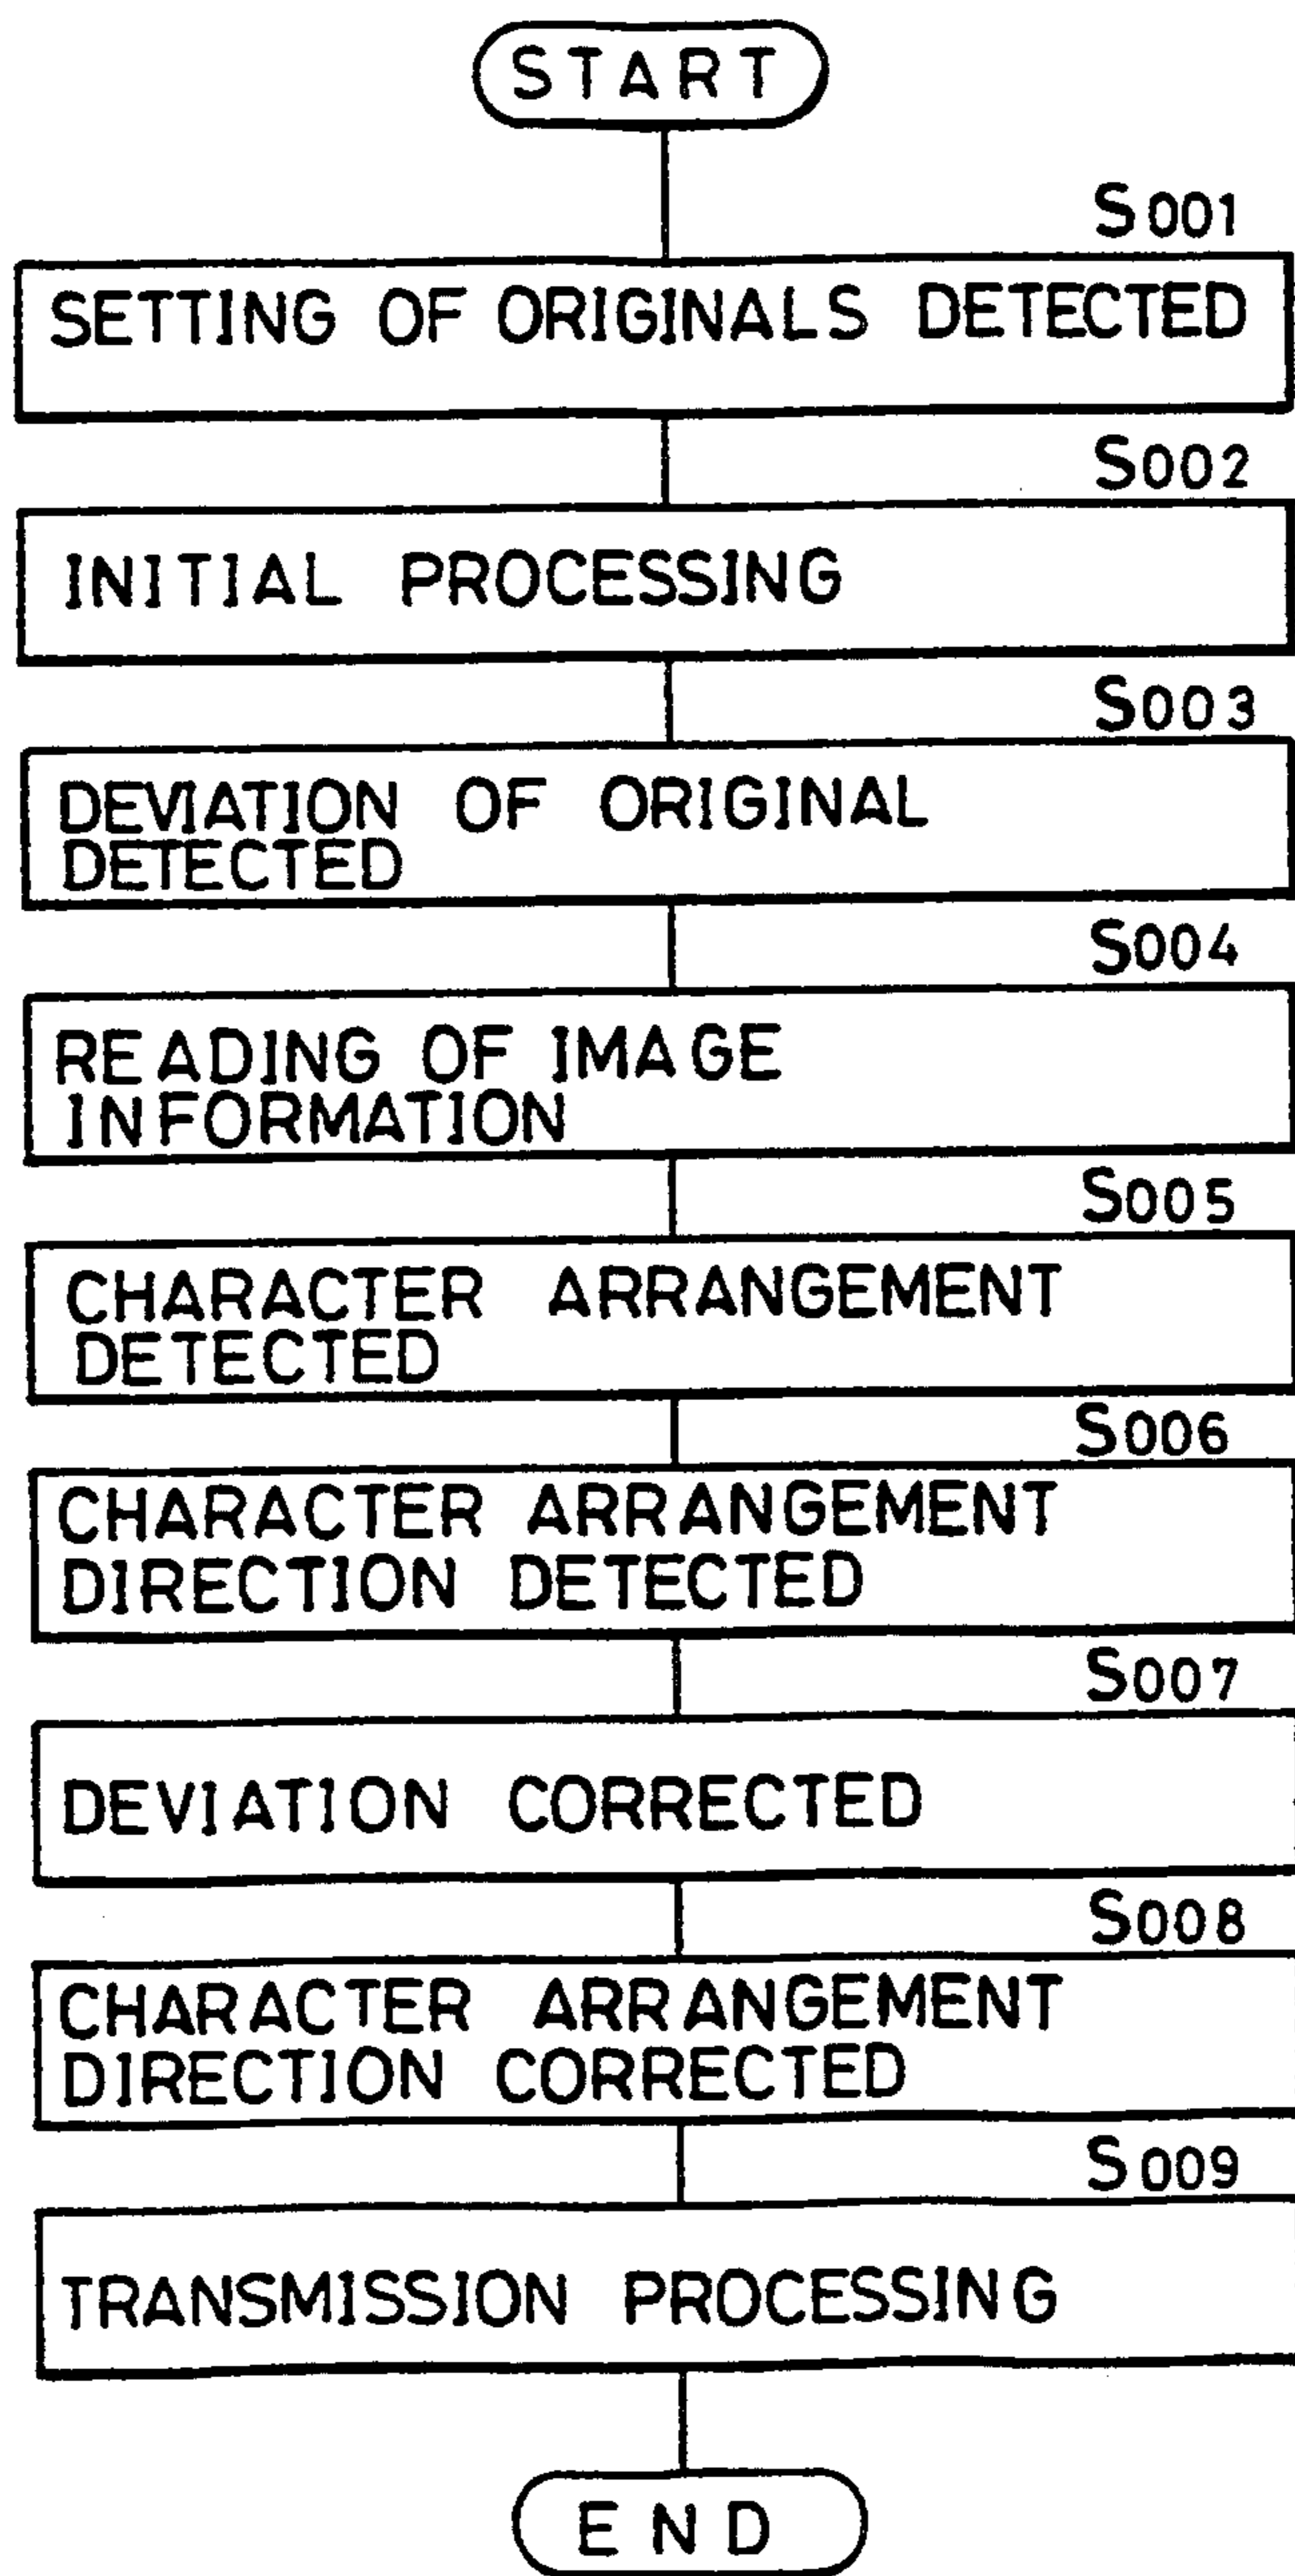 START
S001
SETTING OF ORIGINALS DETECTED
S002
INITIAL PROCESSING
S003
DEVIATION OF ORIGINAL
DETECTED
S004
READING OF IMAGE
INFORMATION
S005
CHARACTER ARRANGEMENT
DETECTED
S006
CHARACTER ARRANGEMENT
DIRECTION DETECTED
S007
DEVIATION CORRECTED
S008
CHARACTER ARRANGEMENT
DIRECTION CORRECTED
S009
TRANSMISSION PROCESSING
END